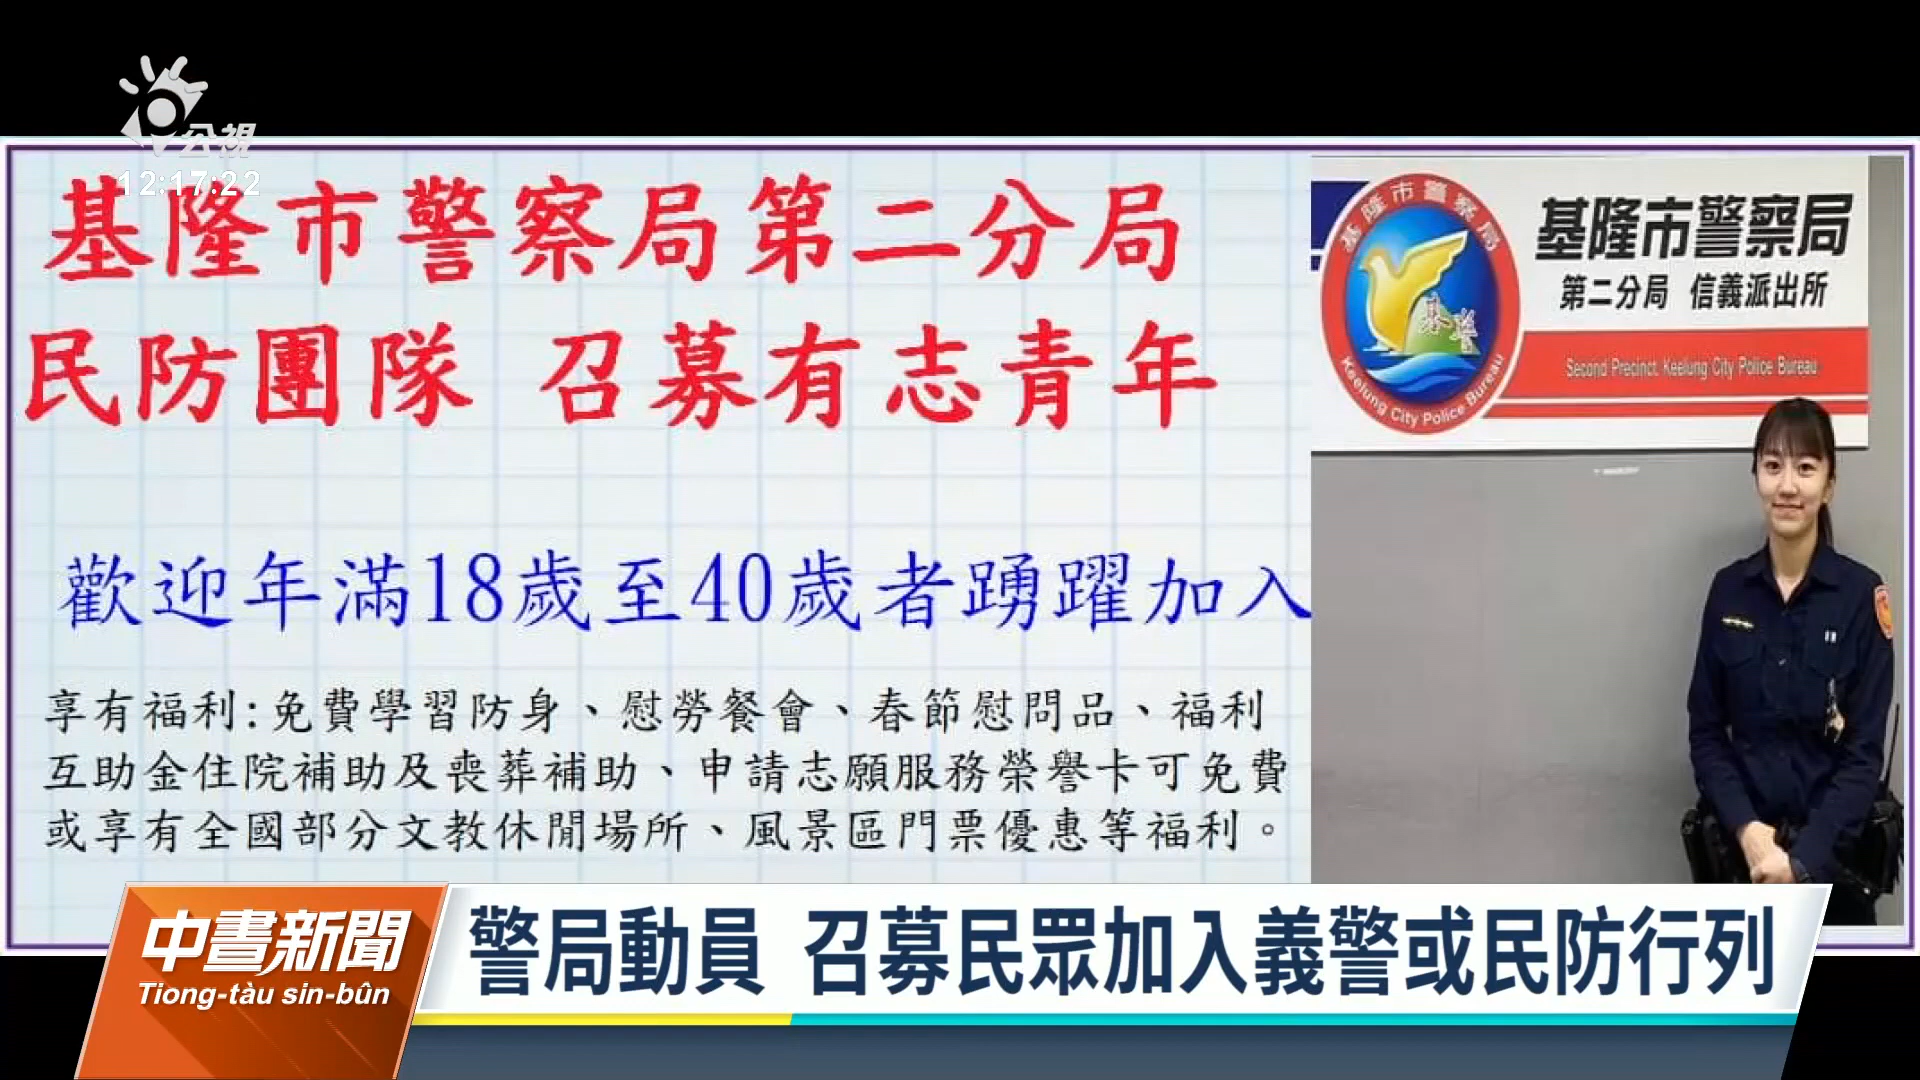 公視
12:17:22
基隆市警察局第二分局
民防團隊 召募有志青年
歡迎年滿18歲至40歲者踴躍加入
享有福利:免費學習防身、慰勞餐會、春節慰問品、福利
互助金住院補助及喪葬補助、申請志願服務榮譽卡可免費
或享有全國部分文教休閒場所、風景區門票優惠等福利。
基隆市警察局
基隆
Keelung City Police Bureau
基隆市警察局
第二分局 信義派出所
Second Precinct, Keelung City Police Bureau
中晝新聞
Tiong-tàu sin-bûn
警局動員 召募民眾加入義警或民防行列